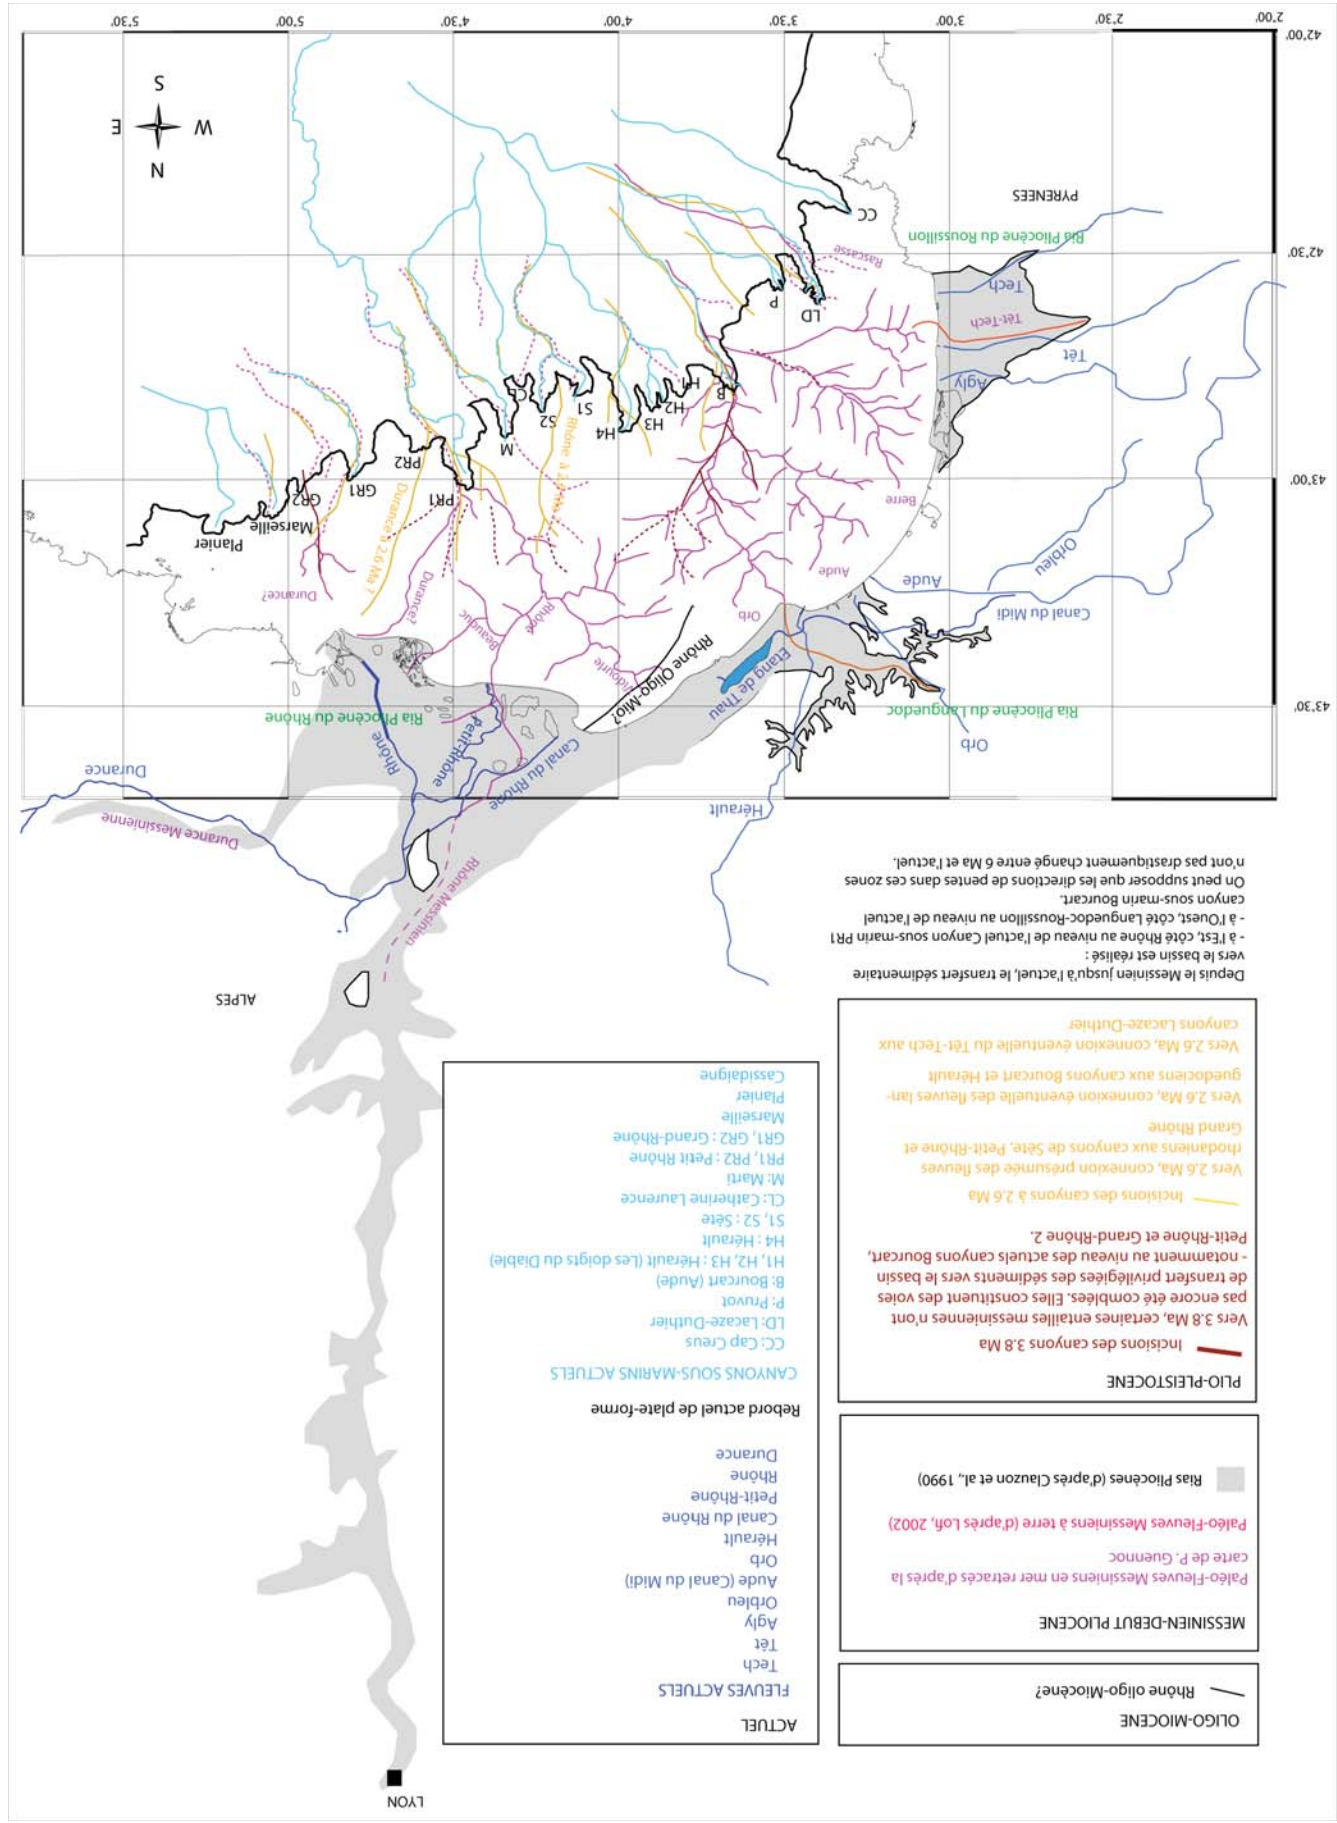 LYON
OLIGO-MIOCENE
Rhône oligo-Miocène?
MESSINIEN-DEBUT PLIOCENE
Paléo-Fleuves Messiniens en mer retracés d'après la
carte de P. Guennoc
Paléo-Fleuves Messiniens à terre (d'après Lofi, 2002)
Rias Pliocènes (d'après Clauzon et al., 1990)
PLIO-PLEISTOCENE
Incisions des canyons 3.8 Ma
Vers 3.8 Ma, certaines entailles messiniennes n'ont
pas encore été comblées. Elles constituent des voies
de transfert privilégiées des sédiments vers le bassin
- notamment au niveau des actuels canyons Bourcart,
Petit-Rhône et Grand-Rhône 2.
Incisions des canyons à 2.6 Ma
Vers 2.6 Ma, connexion présumée des fleuves
rhodaniens aux canyons de Sète, Petit-Rhône et
Grand Rhône
Vers 2.6 Ma, connexion éventuelle des fleuves lan-
guedociens aux canyons Bourcart et Hérault
Vers 2.6 Ma, connexion éventuelle du Têt-Tech aux
canyons Lacaze-Duthier
ACTUEL
FLEUVES ACTUELS
Tech
Têt
Agly
Orbleu
Aude (Canal du Midi)
Orb
Hérault
Canal du Rhône
Petit-Rhône
Rhône
Durance
Rebord actuel de plate-forme
CANYONS SOUS-MARINS ACTUELS
CC: Cap Creus
LD: Lacaze-Duthier
P: Pruvot
B: Bourcart (Aude)
H1, H2, H3 : Hérault (Les doigts du Diable)
H4 : Hérault
S1, S2 : Sète
CL: Catherine Laurence
M: Marti
PR1, PR2 : Petit Rhône
GR1, GR2 : Grand-Rhône
Marseille
Planier
Cassidaigne
Depuis le Messinien jusqu'à l'actuel, le transfert sédimentaire
vers le bassin est réalisé :
- à l'Est, côté Rhône au niveau de l'actuel Canyon sous-marin PR1
- à l'Ouest, côté Languedoc-Roussillon au niveau de l'actuel
canyon sous-marin Bourcart.
On peut supposer que les directions de pentes dans ces zones
n'ont pas drastiquement changé entre 6 Ma et l'actuel.
ALPES
Rhône Messinien
Durance Messinienne
Durance
Hérault
Canal du Rhône
Petit-Rhône
Rhône
Orb
Ria Pliocène du Languedoc
Ria Pliocène du Rhône
43°30'
Etang de Thau
Rhône Oligo-Mio?
Vidourle
Rhône
Beauduc
Durance?
Durance?
Canal du Midi
Orb
Aude
Aude
Orbleu
Durance à 2.6 Ma ?
Planier
Marseille
Berre
43°00'
PR1
GR1
GR2
PR2
M
Rhône à 2.6 Ma ?
H4
H3
H2
H1
S1
S2
CL
B
Agly
Têt
Têt-Tech
Tech
LD
P
Rascasse
42°30'
Ria Pliocène du Roussillon
CC
PYRENEES
N
W
E
S
42°00'
2°00'
2°30'
3°00'
3°30'
4°00'
4°30'
5°00'
5°30'